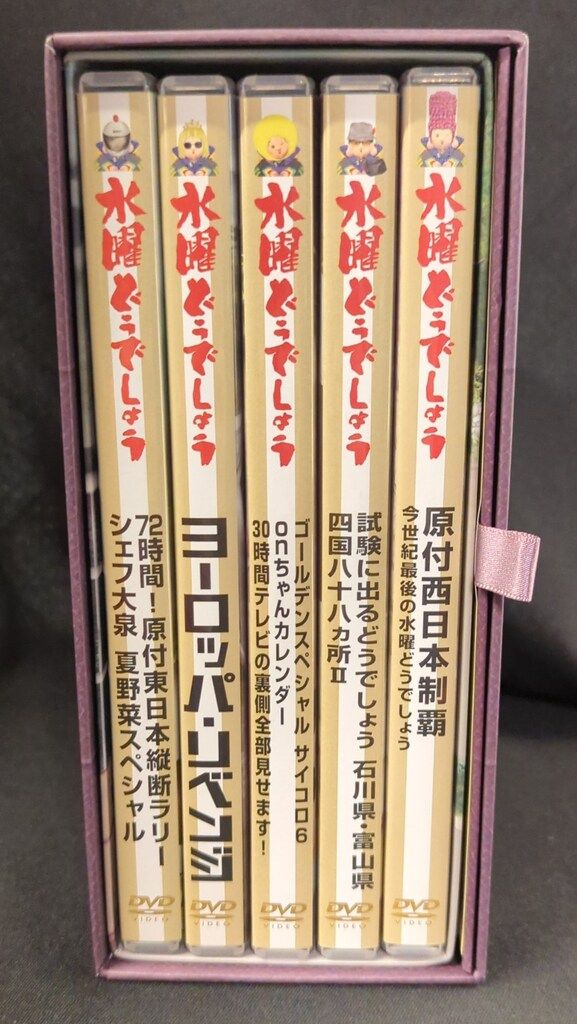 水曜どうでしょう
72時間！原付東日本縦断ラリー
シェフ大泉 夏野菜スペシャル
DVD
VIDEO
水曜どうでしょう
ヨーロッパ・リベンジ
DVD
VIDEO
水曜どうでしょう
ゴールデンスペシャル サイコロ6
onちゃんカレンダー
30時間テレビの裏側全部見せます！
DVD
VIDEO
水曜どうでしょう
試験に出るどうでしょう 石川県・富山県
四国八十八ヵ所II
DVD
VIDEO
水曜どうでしょう
原付西日本制覇
今世紀最後の水曜どうでしょう
DVD
VIDEO